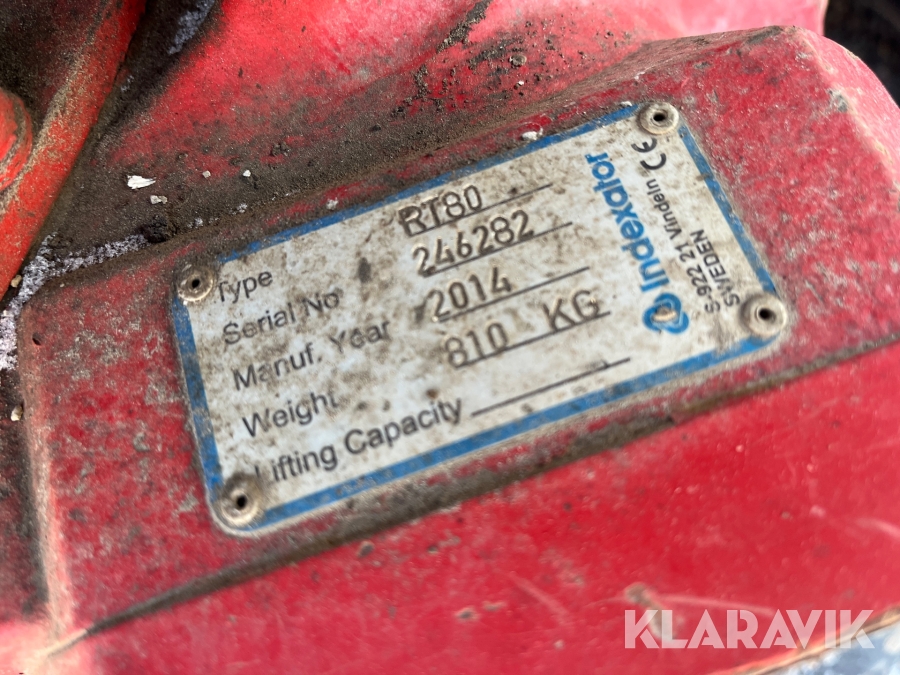 Type RT80
Serial No 246282
Manuf. Year 2014
Weight 810 KG
Lifting Capacity
Indexator
S-922 21 Vindeln CE
SWEDEN
KLARAVIK